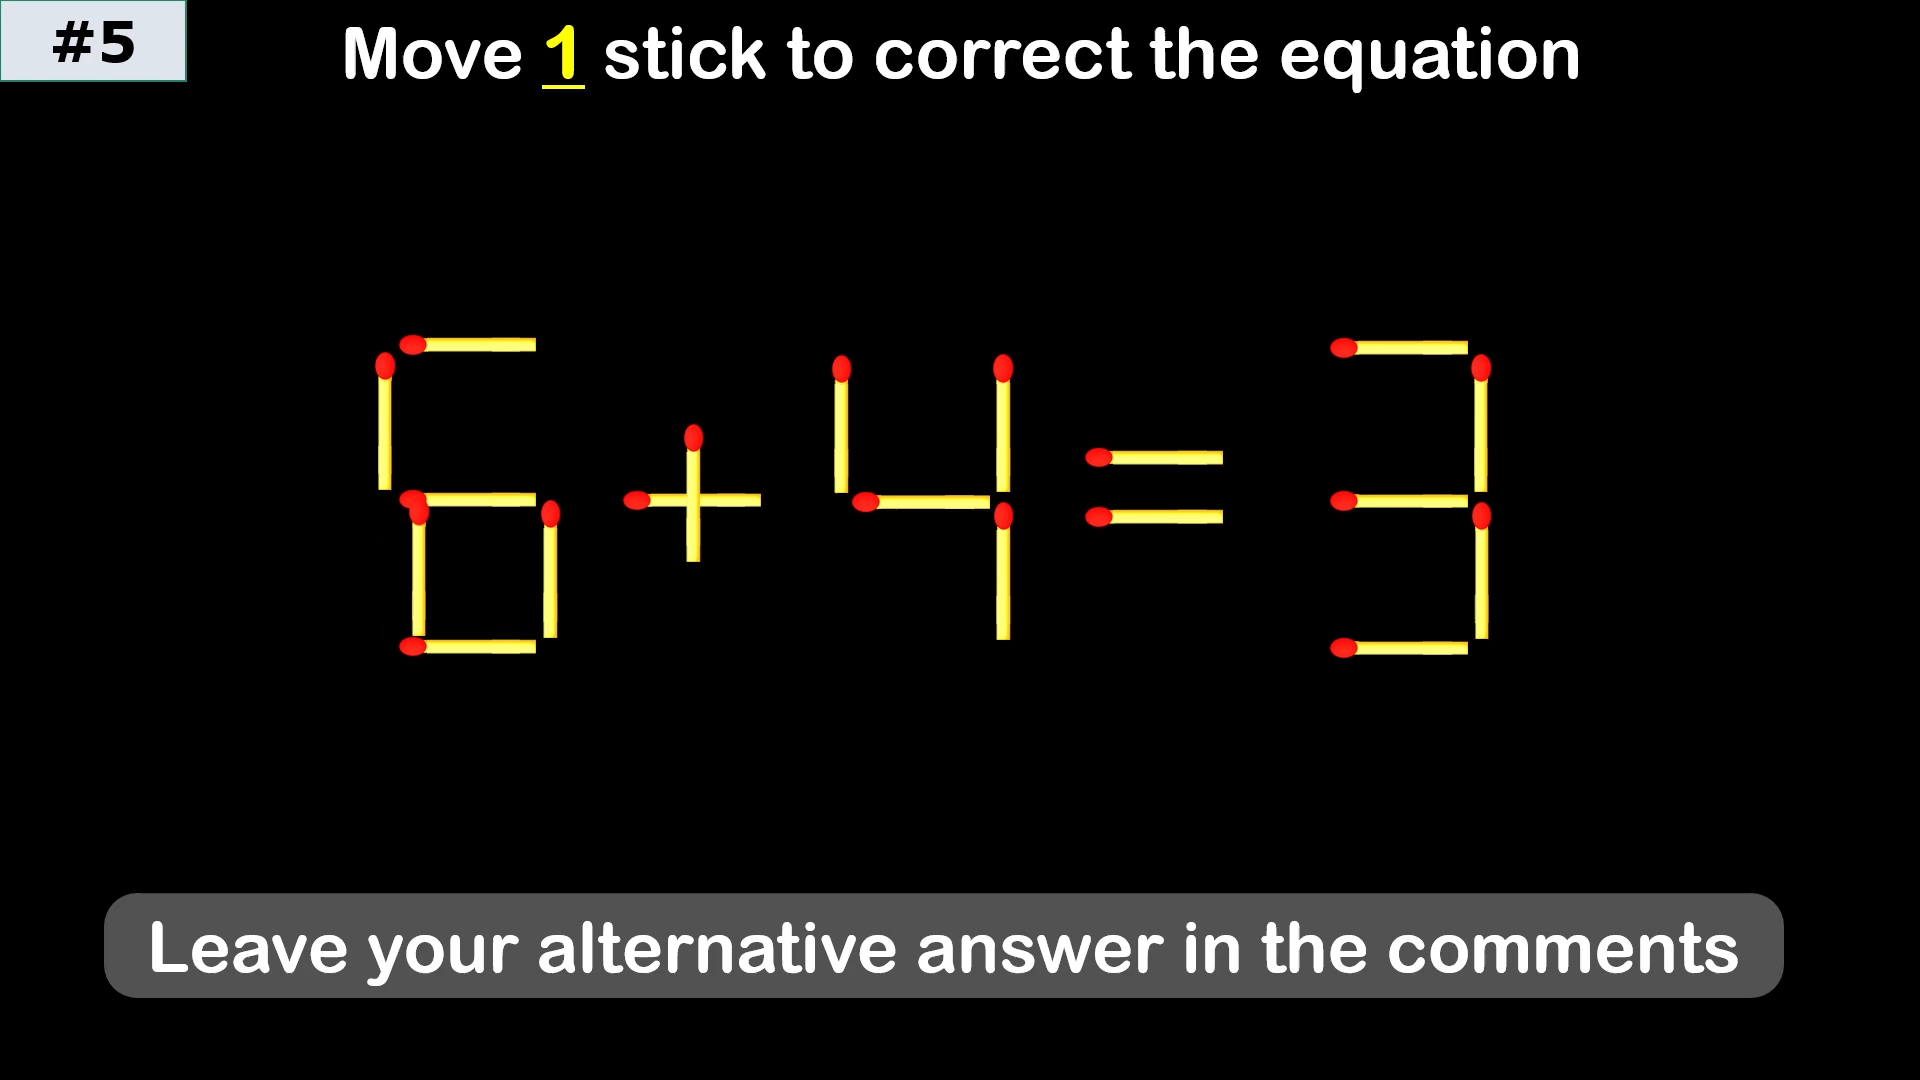 #5
Move 1 stick to correct the equation
6+4=3
Leave your alternative answer in the comments